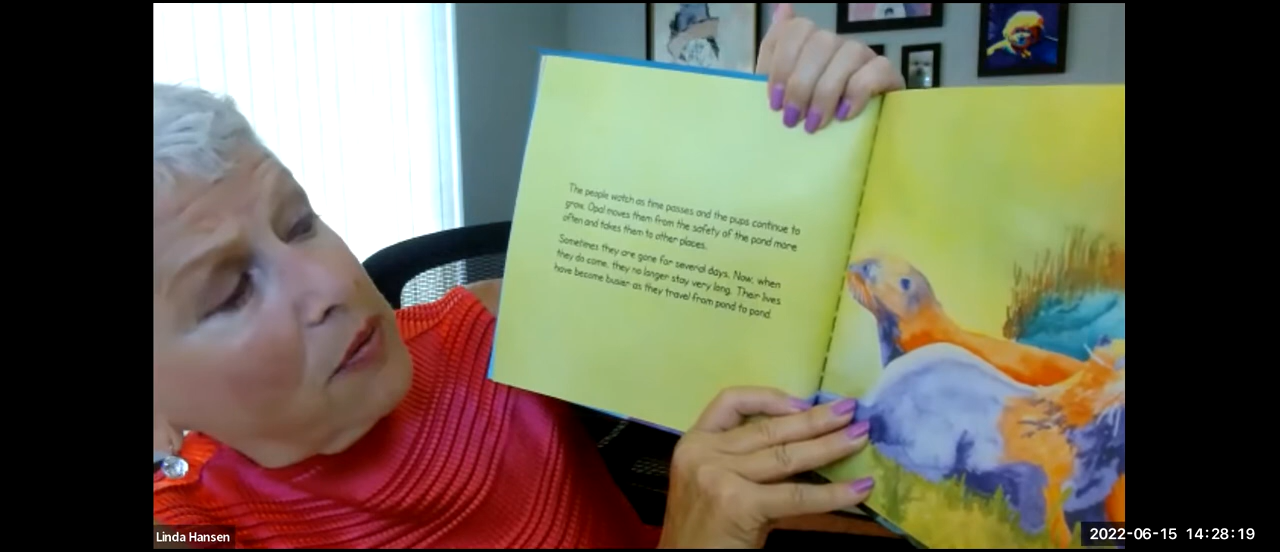 The people watch as time passes and the pups continue to
grow. Opal moves them from the safety of the pond more
often and takes them to other places.
Sometimes they are gone for several days. Now, when
they do come, they no longer stay very long. Their lives
have become busier as they travel from pond to pond.
Linda Hansen
2022-06-15 14:28:19